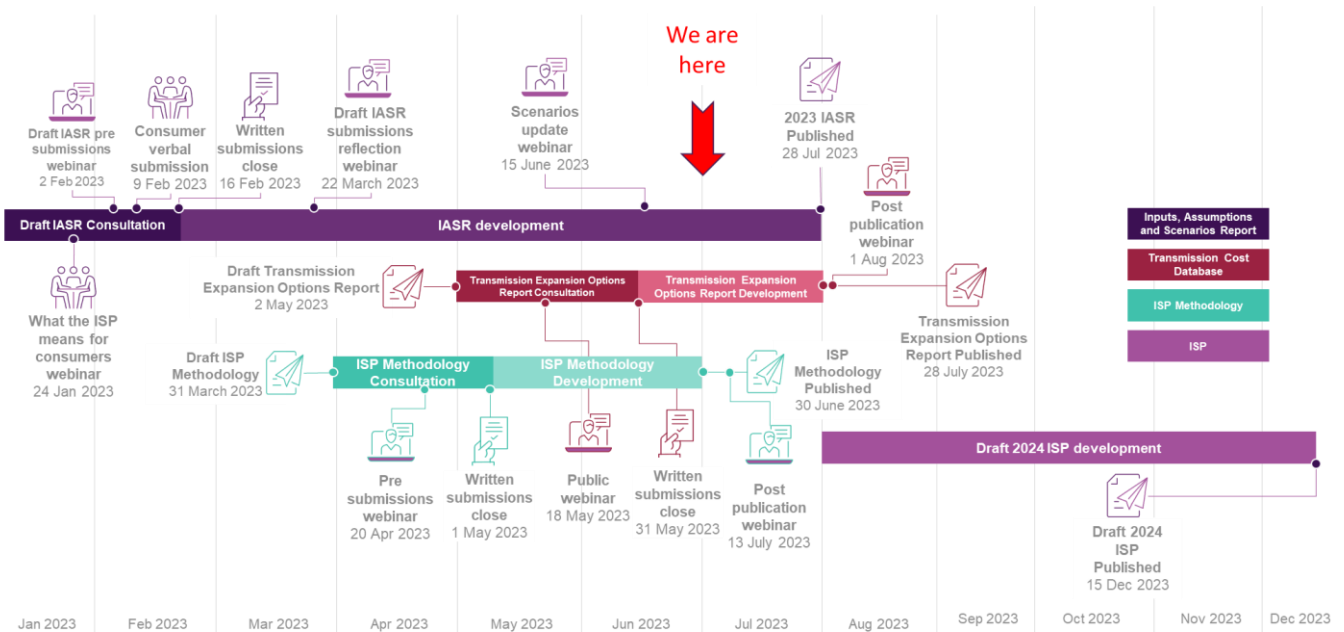 We are
here
Draft IASR pre
submissions
webinar
2 Feb 2023
Consumer
verbal
submission
9 Feb 2023
Written
submissions
close
16 Feb 2023
Draft IASR
submissions
reflection
webinar
22 March 2023
Scenarios
update
webinar
15 June 2023
2023 IASR
Published
28 Jul 2023
Post
publication
webinar
1 Aug 2023
Draft IASR Consultation
IASR development
Inputs, Assumptions
and Scenarios Report
Transmission Cost
Database
ISP Methodology
ISP
What the ISP
means for
consumers
webinar
24 Jan 2023
Draft Transmission
Expansion Options Report
2 May 2023
Transmission Expansion Options
Report Consultation
Transmission Expansion
Options Report Development
Transmission
Expansion Options
Report Published
28 July 2023
Draft ISP
Methodology
31 March 2023
ISP Methodology
Consultation
ISP Methodology
Development
ISP
Methodology
Published
30 June 2023
Pre
submissions
webinar
20 Apr 2023
Written
submissions
close
1 May 2023
Public
webinar
18 May 2023
Written
submissions
close
31 May 2023
Post
publication
webinar
13 July 2023
Draft 2024 ISP development
Draft 2024
ISP
Published
15 Dec 2023
Jan 2023
Feb 2023
Mar 2023
Apr 2023
May 2023
Jun 2023
Jul 2023
Aug 2023
Sep 2023
Oct 2023
Nov 2023
Dec 2023